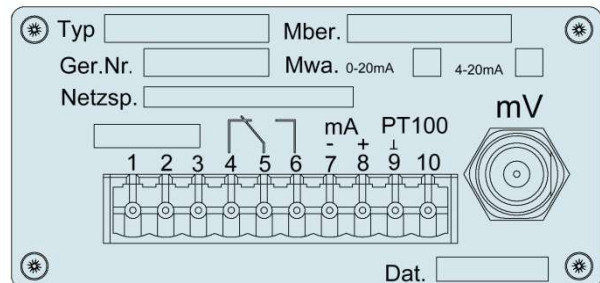 Typ Mber.
Ger.Nr. Mwa. 0-20mA 4-20mA
Netzsp.
mV
mA PT100
- + ⊥
1 2 3 4 5 6 7 8 9 10
Dat.